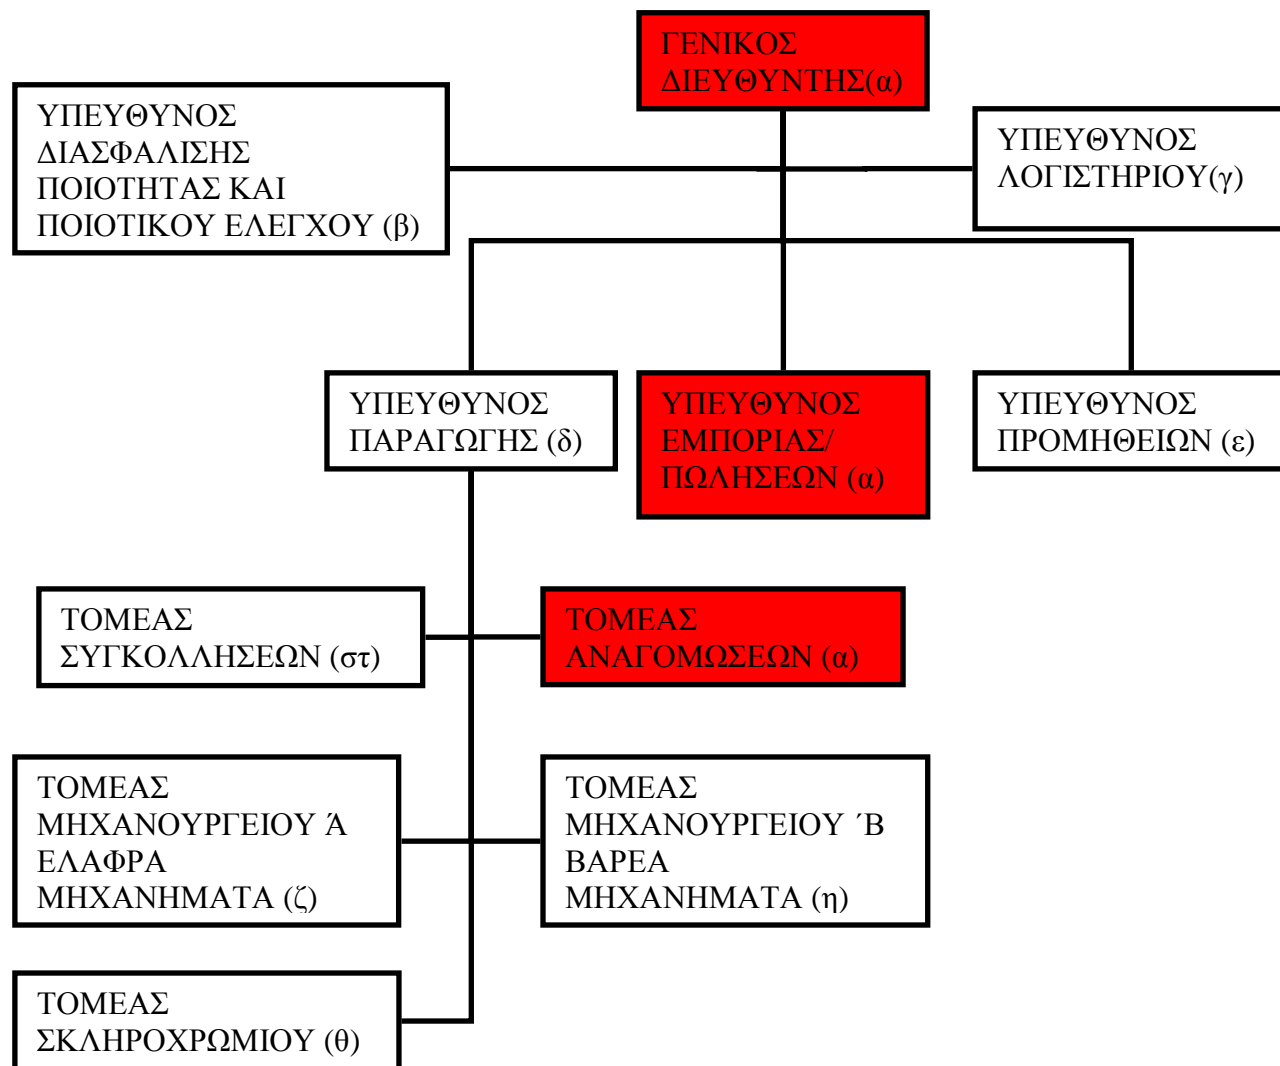 ΓΕΝΙΚΟΣ
ΔΙΕΥΘΥΝΤΗΣ(α)
ΥΠΕΥΘΥΝΟΣ
ΔΙΑΣΦΑΛΙΣΗΣ
ΠΟΙΟΤΗΤΑΣ ΚΑΙ
ΠΟΙΟΤΙΚΟΥ ΕΛΕΓΧΟΥ (β)
ΥΠΕΥΘΥΝΟΣ
ΛΟΓΙΣΤΗΡΙΟΥ(γ)
ΥΠΕΥΘΥΝΟΣ
ΠΑΡΑΓΩΓΗΣ (δ)
ΥΠΕΥΘΥΝΟΣ
ΕΜΠΟΡΙΑΣ/
ΠΩΛΗΣΕΩΝ (α)
ΥΠΕΥΘΥΝΟΣ
ΠΡΟΜΗΘΕΙΩΝ (ε)
ΤΟΜΕΑΣ
ΣΥΓΚΟΛΛΗΣΕΩΝ (στ)
ΤΟΜΕΑΣ
ΑΝΑΓΟΜΩΣΕΩΝ (α)
ΤΟΜΕΑΣ
ΜΗΧΑΝΟΥΡΓΕΙΟΥ Ά
ΕΛΑΦΡΑ
ΜΗΧΑΝΗΜΑΤΑ (ζ)
ΤΟΜΕΑΣ
ΜΗΧΑΝΟΥΡΓΕΙΟΥ ΄Β
ΒΑΡΕΑ
ΜΗΧΑΝΗΜΑΤΑ (η)
ΤΟΜΕΑΣ
ΣΚΛΗΡΟΧΡΩΜΙΟΥ (θ)